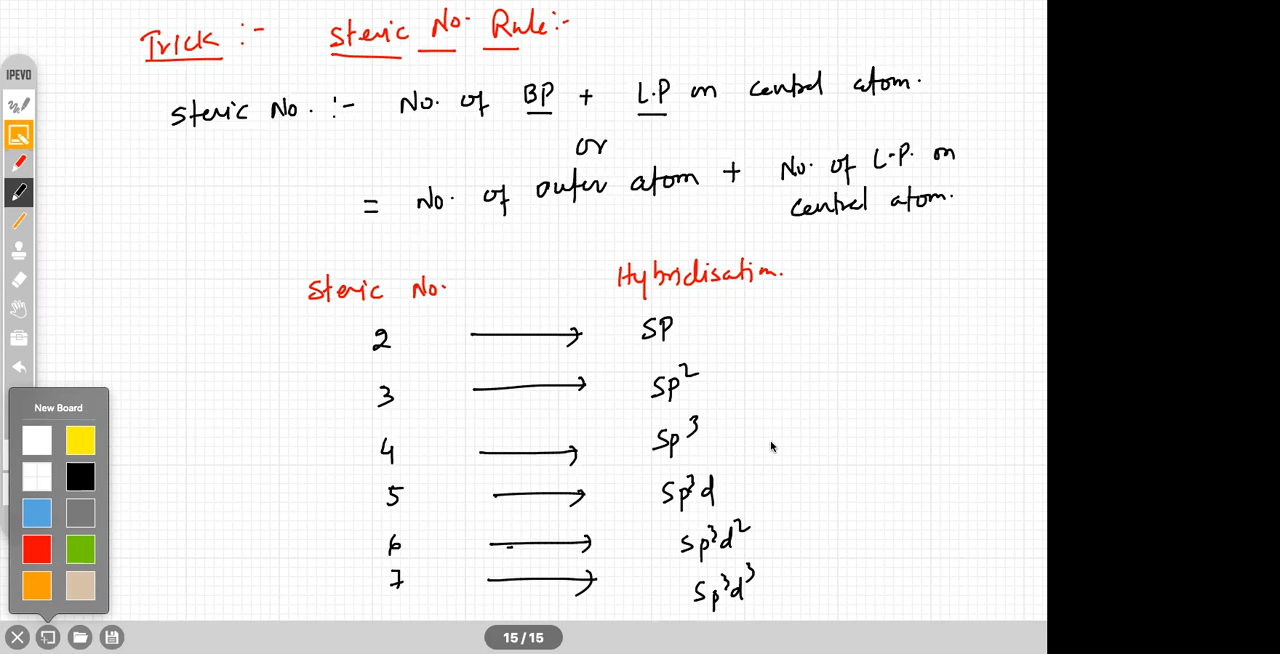 Trick :- Steric No. Rule:-
IPEVO
Steric No. :- No. of BP + L.P on central atom.
or
= No. of outer atom + No. of L.P. on
central atom.
Steric No. Hybridisation.
2 → SP
3 → Sp²
4 → Sp³
5 → Sp³d
6 → Sp³d²
7 → Sp³d³
New Board
15/15